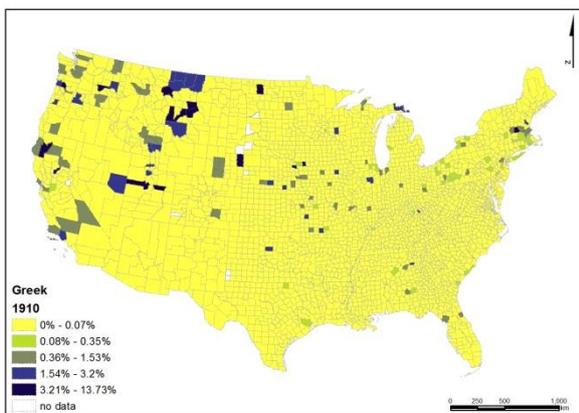 N
Greek
1910
0% - 0.07%
0.08% - 0.35%
0.36% - 1.53%
1.54% - 3.2%
3.21% - 13.73%
no data
0 250 500 1,000
km